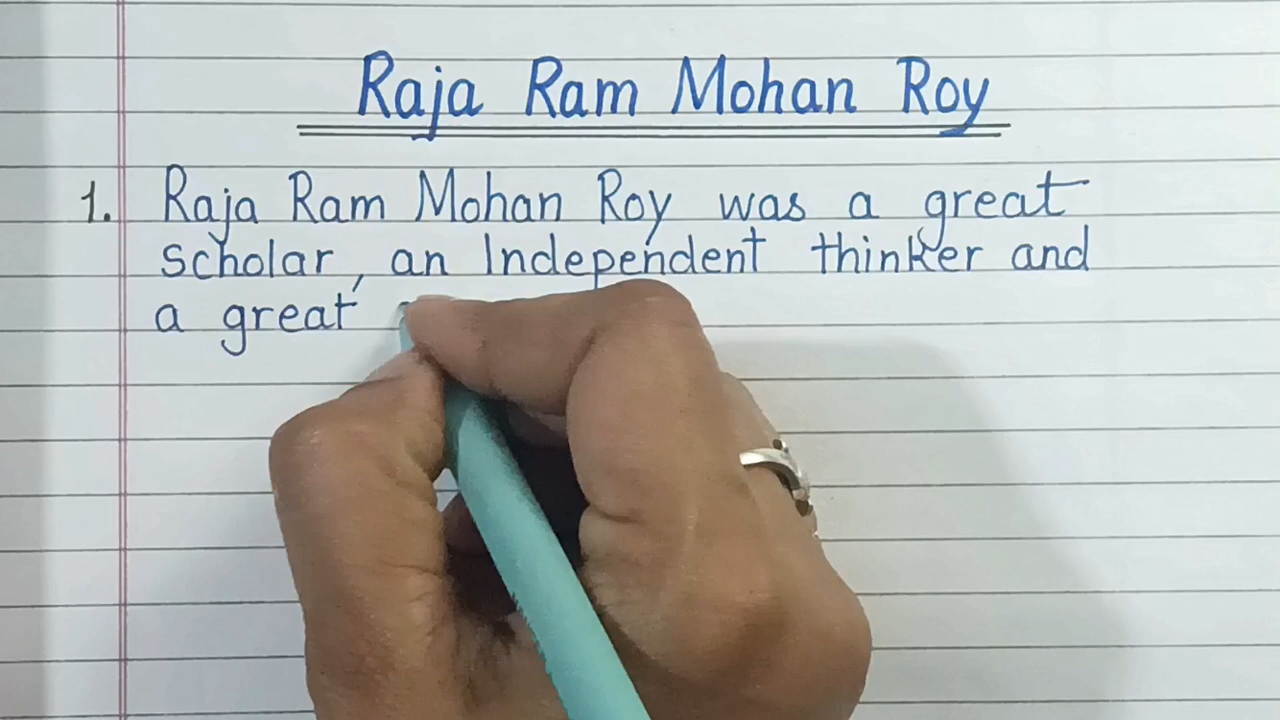 Raja Ram Mohan Roy
1. Raja Ram Mohan Roy was a great
scholar, an Independent thinker and
a great